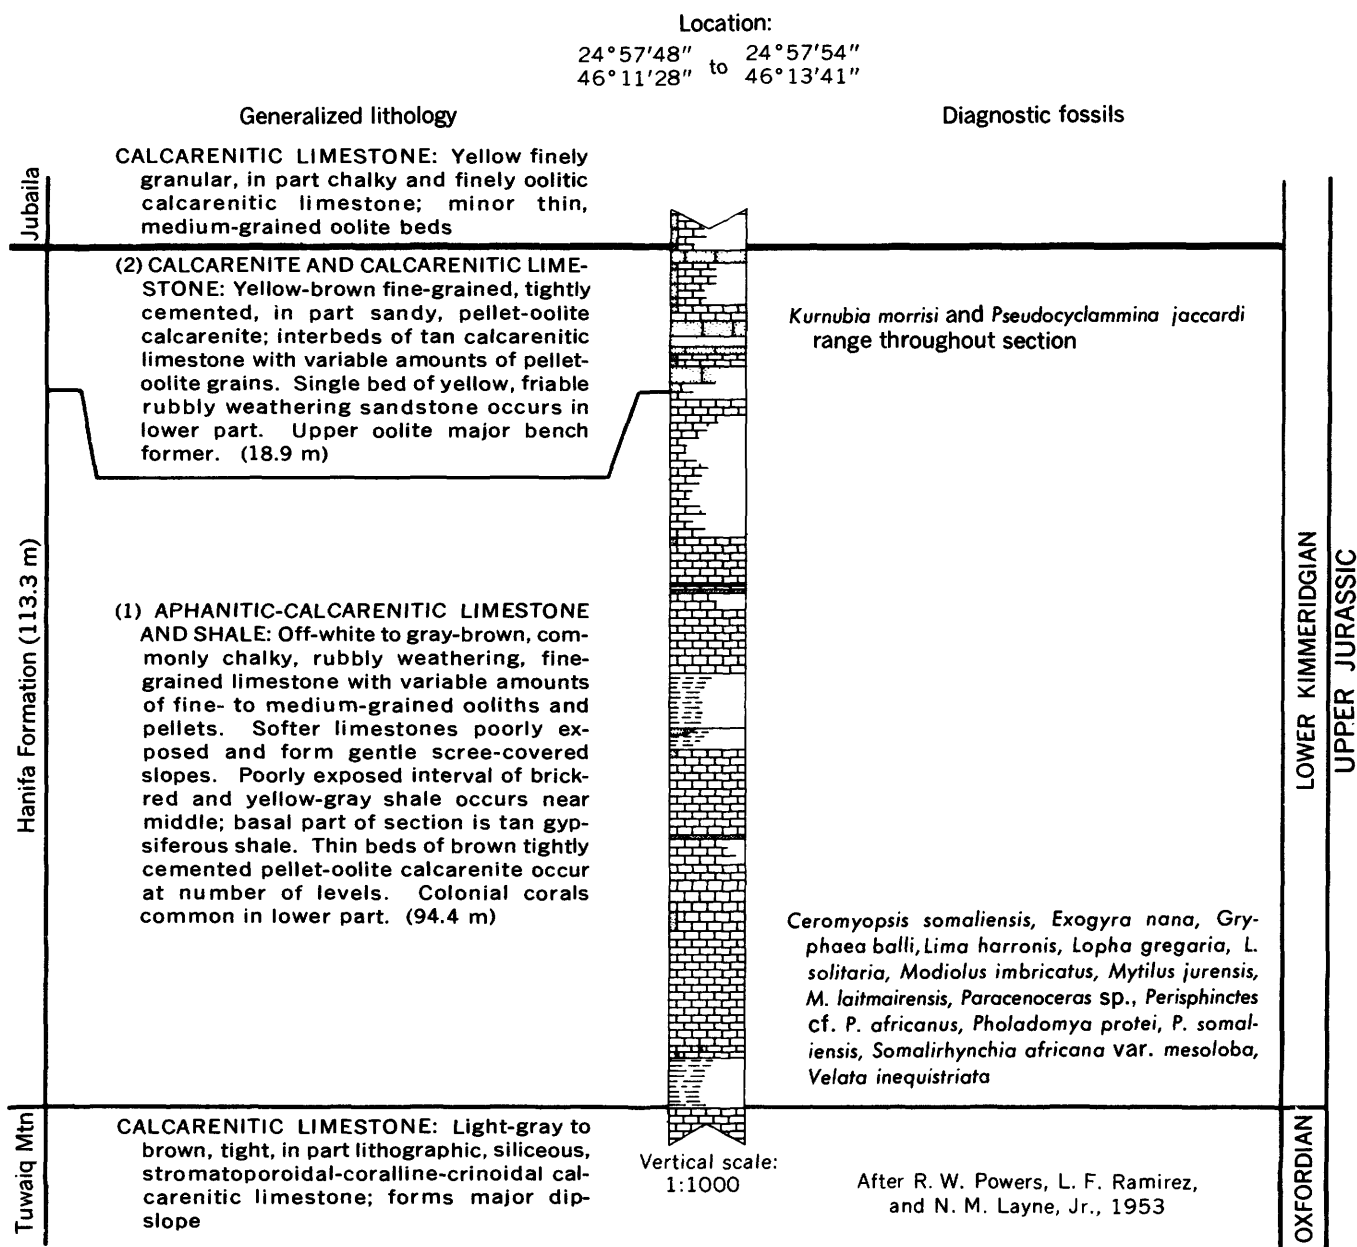 Location:
24°57'48" to 24°57'54"
46°11'28" 46°13'41"
Generalized lithology
Diagnostic fossils
Jubaila
CALCARENITIC LIMESTONE: Yellow finely
granular, in part chalky and finely oolitic
calcarenitic limestone; minor thin,
medium-grained oolite beds
Hanifa Formation (113.3 m)
(2) CALCARENITE AND CALCARENITIC LIME-
STONE: Yellow-brown fine-grained, tightly
cemented, in part sandy, pellet-oolite
calcarenite; interbeds of tan calcarenitic
limestone with variable amounts of pellet-
oolite grains. Single bed of yellow, friable
rubbly weathering sandstone occurs in
lower part. Upper oolite major bench
former. (18.9 m)
Kurnubia morrisi and Pseudocyclammina jaccardi
range throughout section
(1) APHANITIC-CALCARENITIC LIMESTONE
AND SHALE: Off-white to gray-brown, com-
monly chalky, rubbly weathering, fine-
grained limestone with variable amounts
of fine- to medium-grained ooliths and
pellets. Softer limestones poorly ex-
posed and form gentle scree-covered
slopes. Poorly exposed interval of brick-
red and yellow-gray shale occurs near
middle; basal part of section is tan gyp-
siferous shale. Thin beds of brown tightly
cemented pellet-oolite calcarenite occur
at number of levels. Colonial corals
common in lower part. (94.4 m)
Ceromyopsis somaliensis, Exogyra nana, Gry-
phaea balli, Lima harronis, Lopha gregaria, L.
solitaria, Modiolus imbricatus, Mytilus jurensis,
M. laitmairensis, Paracenoceras sp., Perisphinctes
cf. P. africanus, Pholadomya protei, P. somal-
iensis, Somalirhynchia africana var. mesoloba,
Velata inequistriata
LOWER KIMMERIDGIAN
UPPER JURASSIC
Tuwaiq Mtn
CALCARENITIC LIMESTONE: Light-gray to
brown, tight, in part lithographic, siliceous,
stromatoporoidal-coralline-crinoidal cal-
carenitic limestone; forms major dip-
slope
Vertical scale:
1:1000
After R. W. Powers, L. F. Ramirez,
and N. M. Layne, Jr., 1953
OXFORDIAN